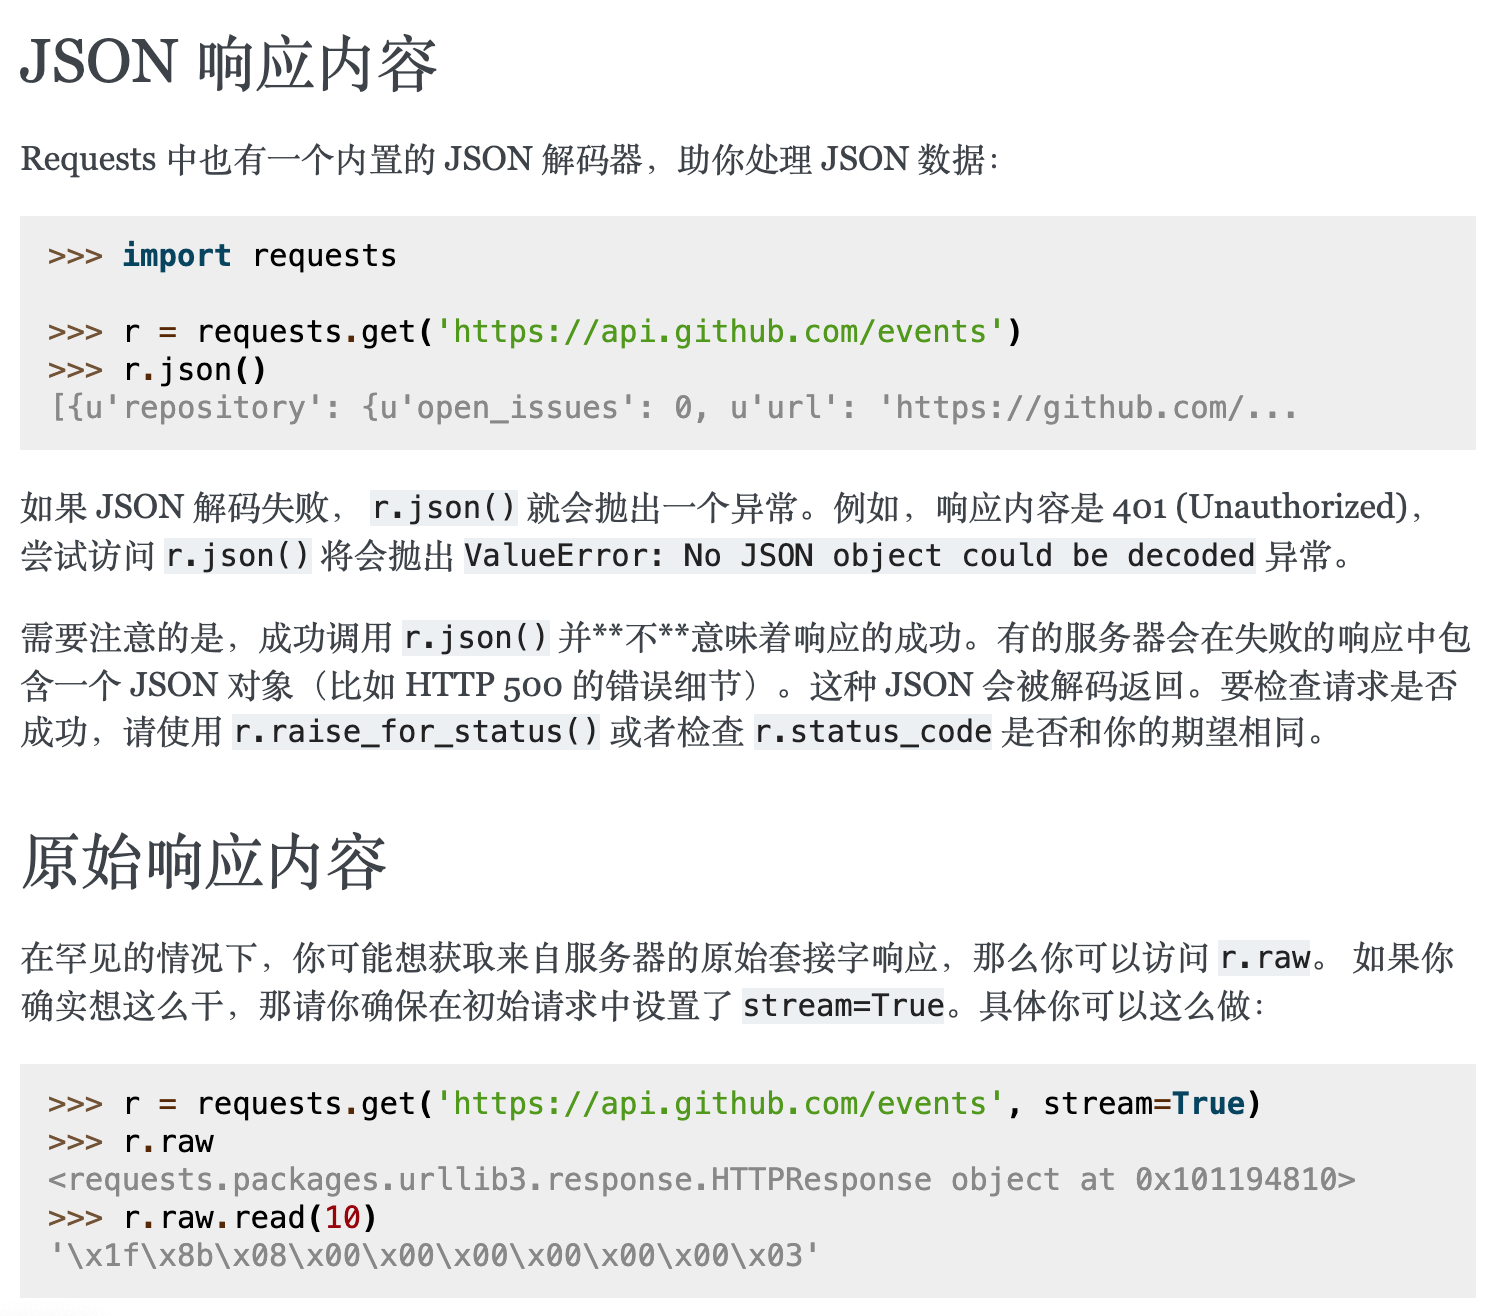 JSON 响应内容
Requests 中也有一个内置的 JSON 解码器，助你处理 JSON 数据：
>>> import requests
>>> r = requests.get('https://api.github.com/events')
>>> r.json()
[{u'repository': {u'open_issues': 0, u'url': 'https://github.com/...
如果 JSON 解码失败， r.json() 就会抛出一个异常。例如，响应内容是 401 (Unauthorized)，
尝试访问 r.json() 将会抛出 ValueError: No JSON object could be decoded 异常。
需要注意的是，成功调用 r.json() 并**不**意味着响应的成功。有的服务器会在失败的响应中包
含一个 JSON 对象（比如 HTTP 500 的错误细节）。这种 JSON 会被解码返回。要检查请求是否
成功，请使用 r.raise_for_status() 或者检查 r.status_code 是否和你的期望相同。
原始响应内容
在罕见的情况下，你可能想获取来自服务器的原始套接字响应，那么你可以访问 r.raw。 如果你
确实想这么干，那请你确保在初始请求中设置了 stream=True。具体你可以这么做：
>>> r = requests.get('https://api.github.com/events', stream=True)
>>> r.raw
<requests.packages.urllib3.response.HTTPResponse object at 0x101194810>
>>> r.raw.read(10)
'\x1f\x8b\x08\x00\x00\x00\x00\x00\x00\x03'